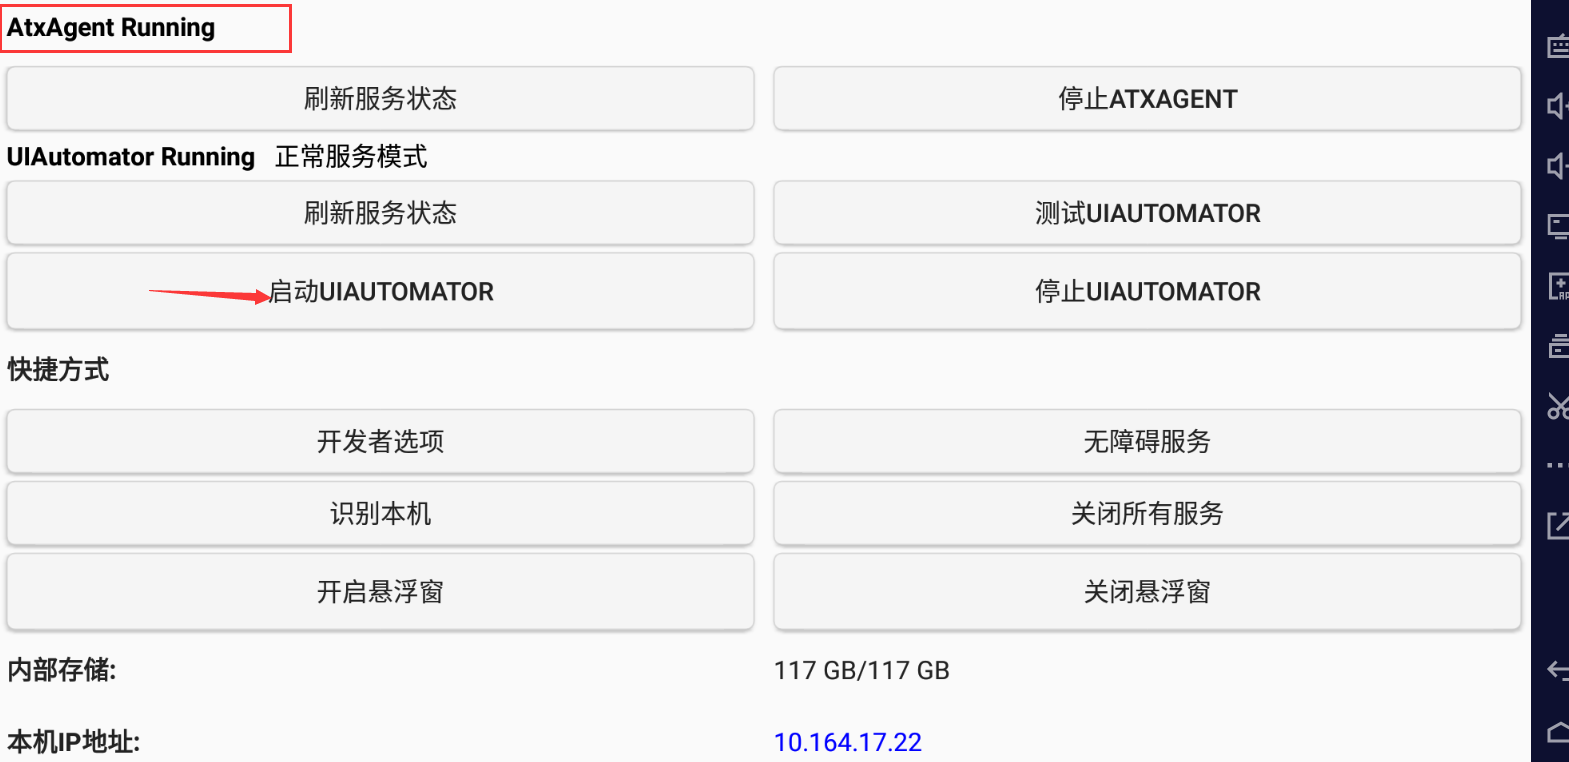 AtxAgent Running
刷新服务状态 停止ATXAGENT
UIAutomator Running 正常服务模式
刷新服务状态 测试UIAUTOMATOR
启动UIAUTOMATOR 停止UIAUTOMATOR
快捷方式
开发者选项 无障碍服务
识别本机 关闭所有服务
开启悬浮窗 关闭悬浮窗
内部存储: 117 GB/117 GB
本机IP地址: 10.164.17.22